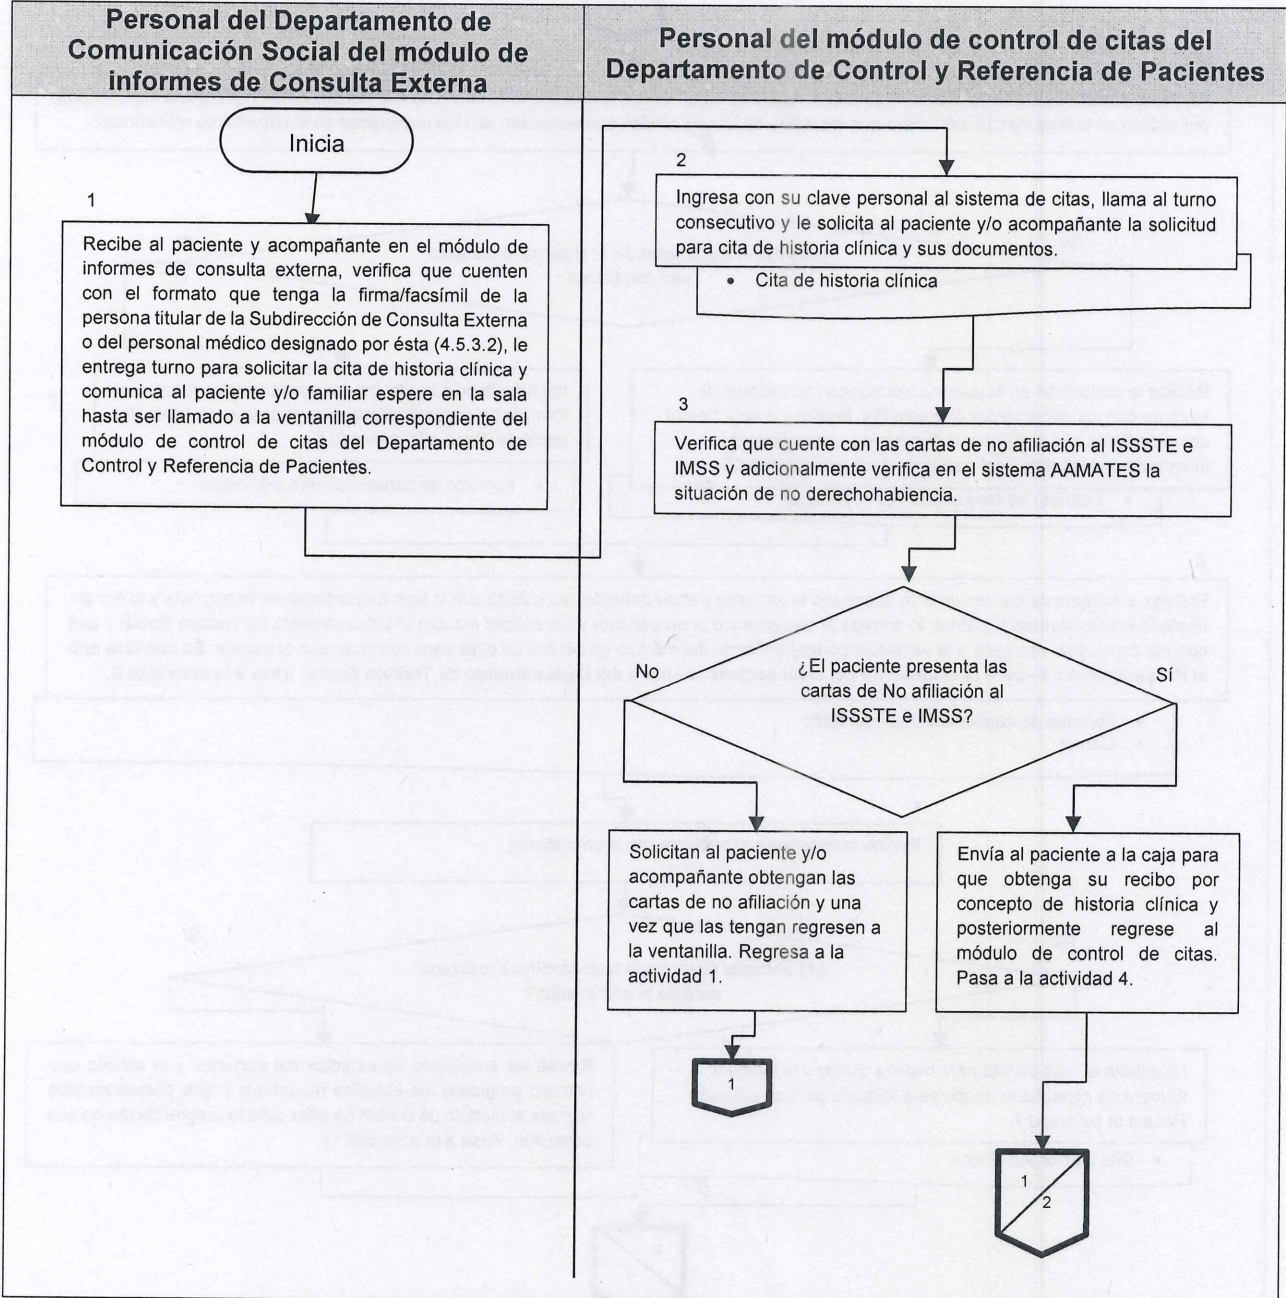 Personal del Departamento de
Comunicación Social del módulo de
informes de Consulta Externa
Personal del módulo de control de citas del
Departamento de Control y Referencia de Pacientes
Inicia
1
Recibe al paciente y acompañante en el módulo de
informes de consulta externa, verifica que cuenten
con el formato que tenga la firma/facsímil de la
persona titular de la Subdirección de Consulta Externa
o del personal médico designado por ésta (4.5.3.2), le
entrega turno para solicitar la cita de historia clínica y
comunica al paciente y/o familiar espere en la sala
hasta ser llamado a la ventanilla correspondiente del
módulo de control de citas del Departamento de
Control y Referencia de Pacientes.
2
Ingresa con su clave personal al sistema de citas, llama al turno
consecutivo y le solicita al paciente y/o acompañante la solicitud
para cita de historia clínica y sus documentos.
• Cita de historia clínica
3
Verifica que cuente con las cartas de no afiliación al ISSSTE e
IMSS y adicionalmente verifica en el sistema AAMATES la
situación de no derechohabiencia.
No
¿El paciente presenta las
cartas de No afiliación al
ISSSTE e IMSS?
Sí
Solicitan al paciente y/o
acompañante obtengan las
cartas de no afiliación y una
vez que las tengan regresen a
la ventanilla. Regresa a la
actividad 1.
1
Envía al paciente a la caja para
que obtenga su recibo por
concepto de historia clínica y
posteriormente regrese al
módulo de control de citas.
Pasa a la actividad 4.
1
2